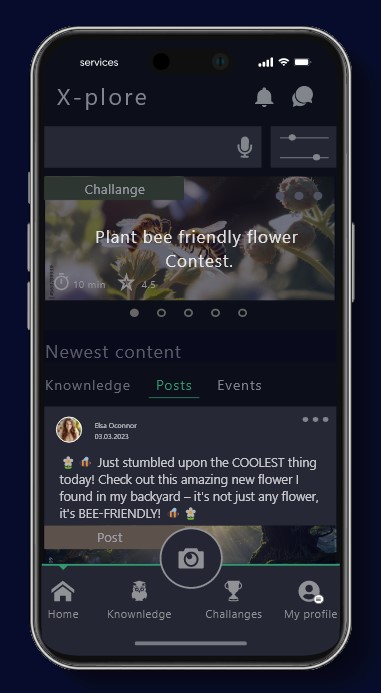 services
X-plore
Challange
Plant bee friendly flower
Contest.
10 min
4,5
Newest content
Knownledge
Posts
Events
Elsa Oconnor
03.03.2023
Just stumbled upon the COOLEST thing
today! Check out this amazing new flower I
found in my backyard – it's not just any flower,
it's BEE-FRIENDLY!
Post
Home
Knownledge
Challanges
My profile